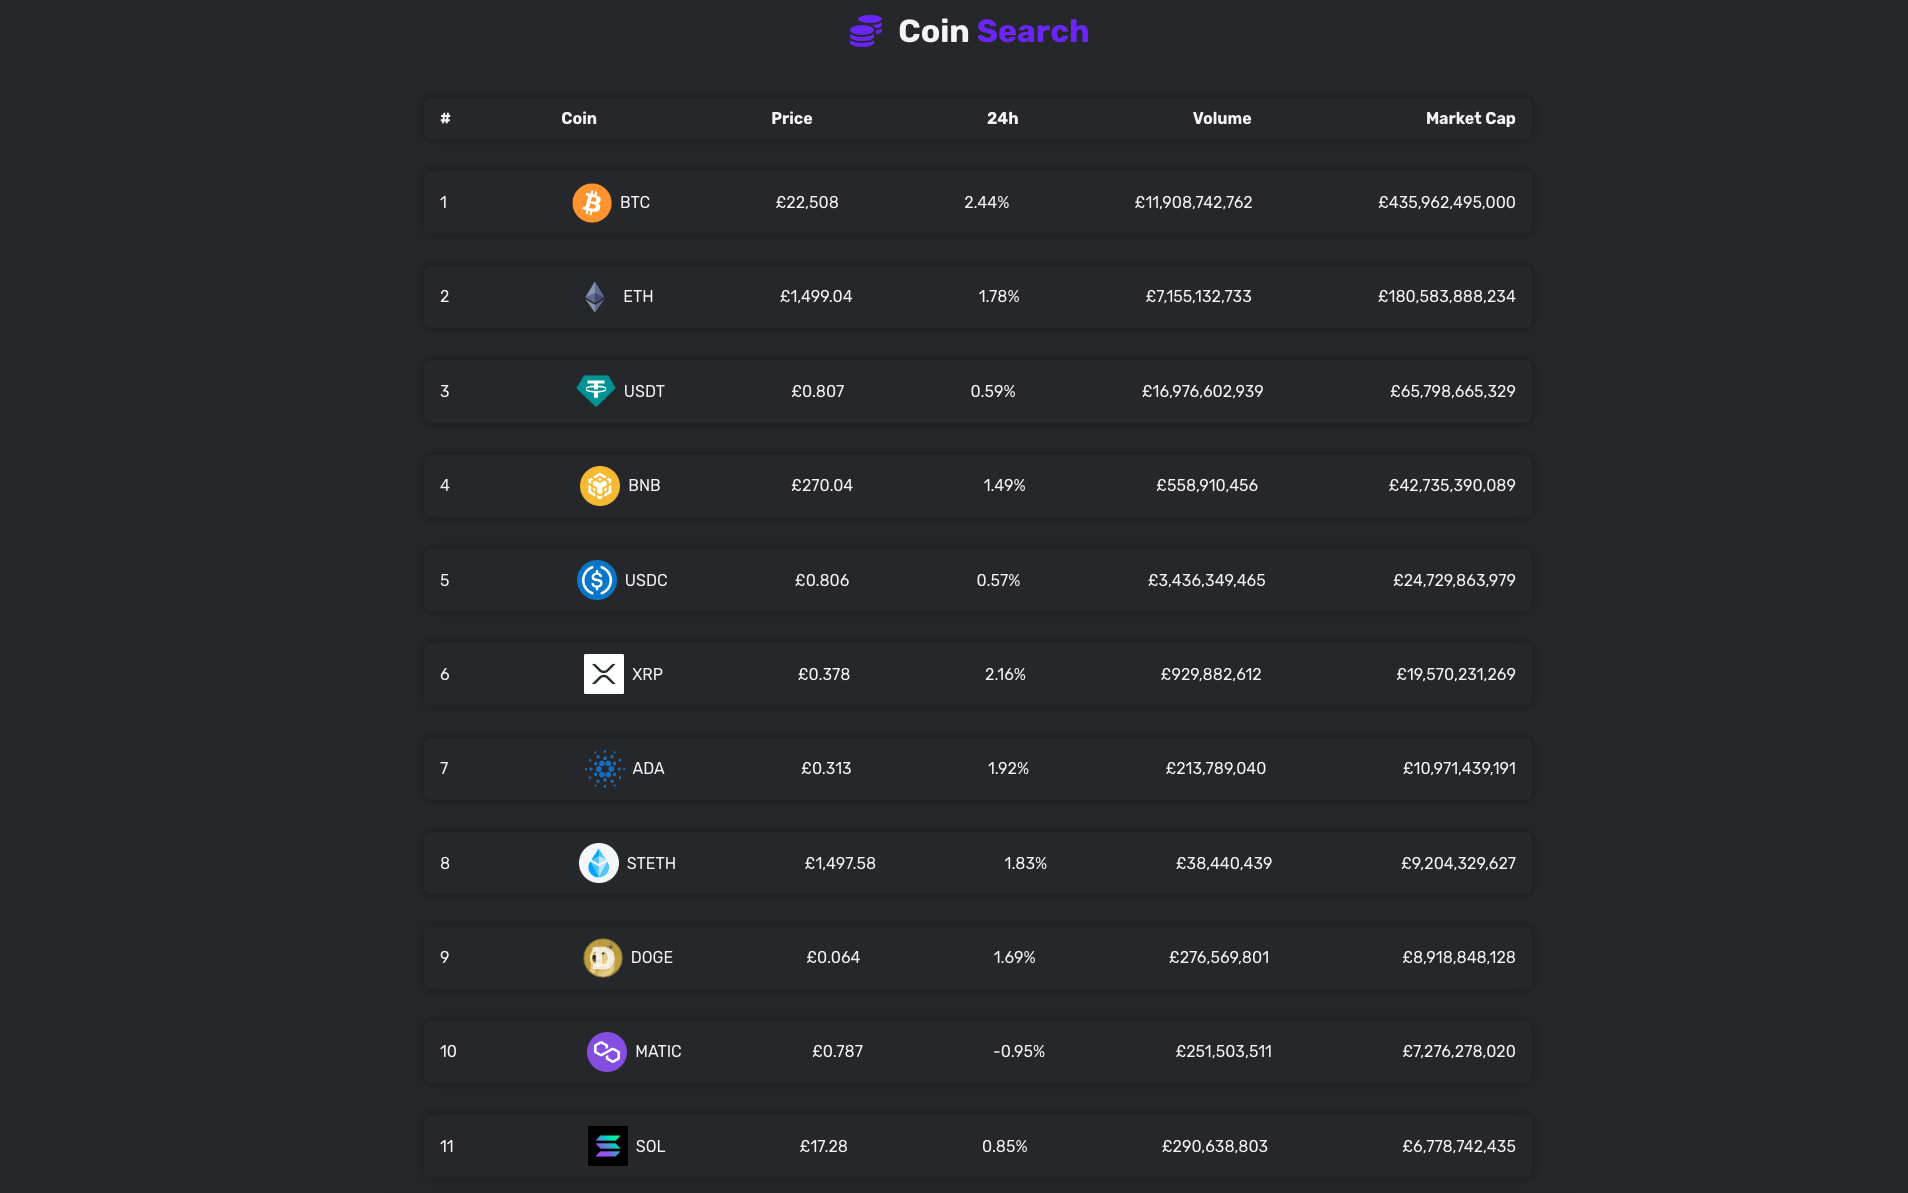 Coin Search
# Coin Price 24h Volume Market Cap
1 BTC £22,508 2.44% £11,908,742,762 £435,962,495,000
2 ETH £1,499.04 1.78% £7,155,132,733 £180,583,888,234
3 USDT £0.807 0.59% £16,976,602,939 £65,798,665,329
4 BNB £270.04 1.49% £558,910,456 £42,735,390,089
5 USDC £0.806 0.57% £3,436,349,465 £24,729,863,979
6 XRP £0.378 2.16% £929,882,612 £19,570,231,269
7 ADA £0.313 1.92% £213,789,040 £10,971,439,191
8 STETH £1,497.58 1.83% £38,440,439 £9,204,329,627
9 DOGE £0.064 1.69% £276,569,801 £8,918,848,128
10 MATIC £0.787 -0.95% £251,503,511 £7,276,278,020
11 SOL £17.28 0.85% £290,638,803 £6,778,742,435